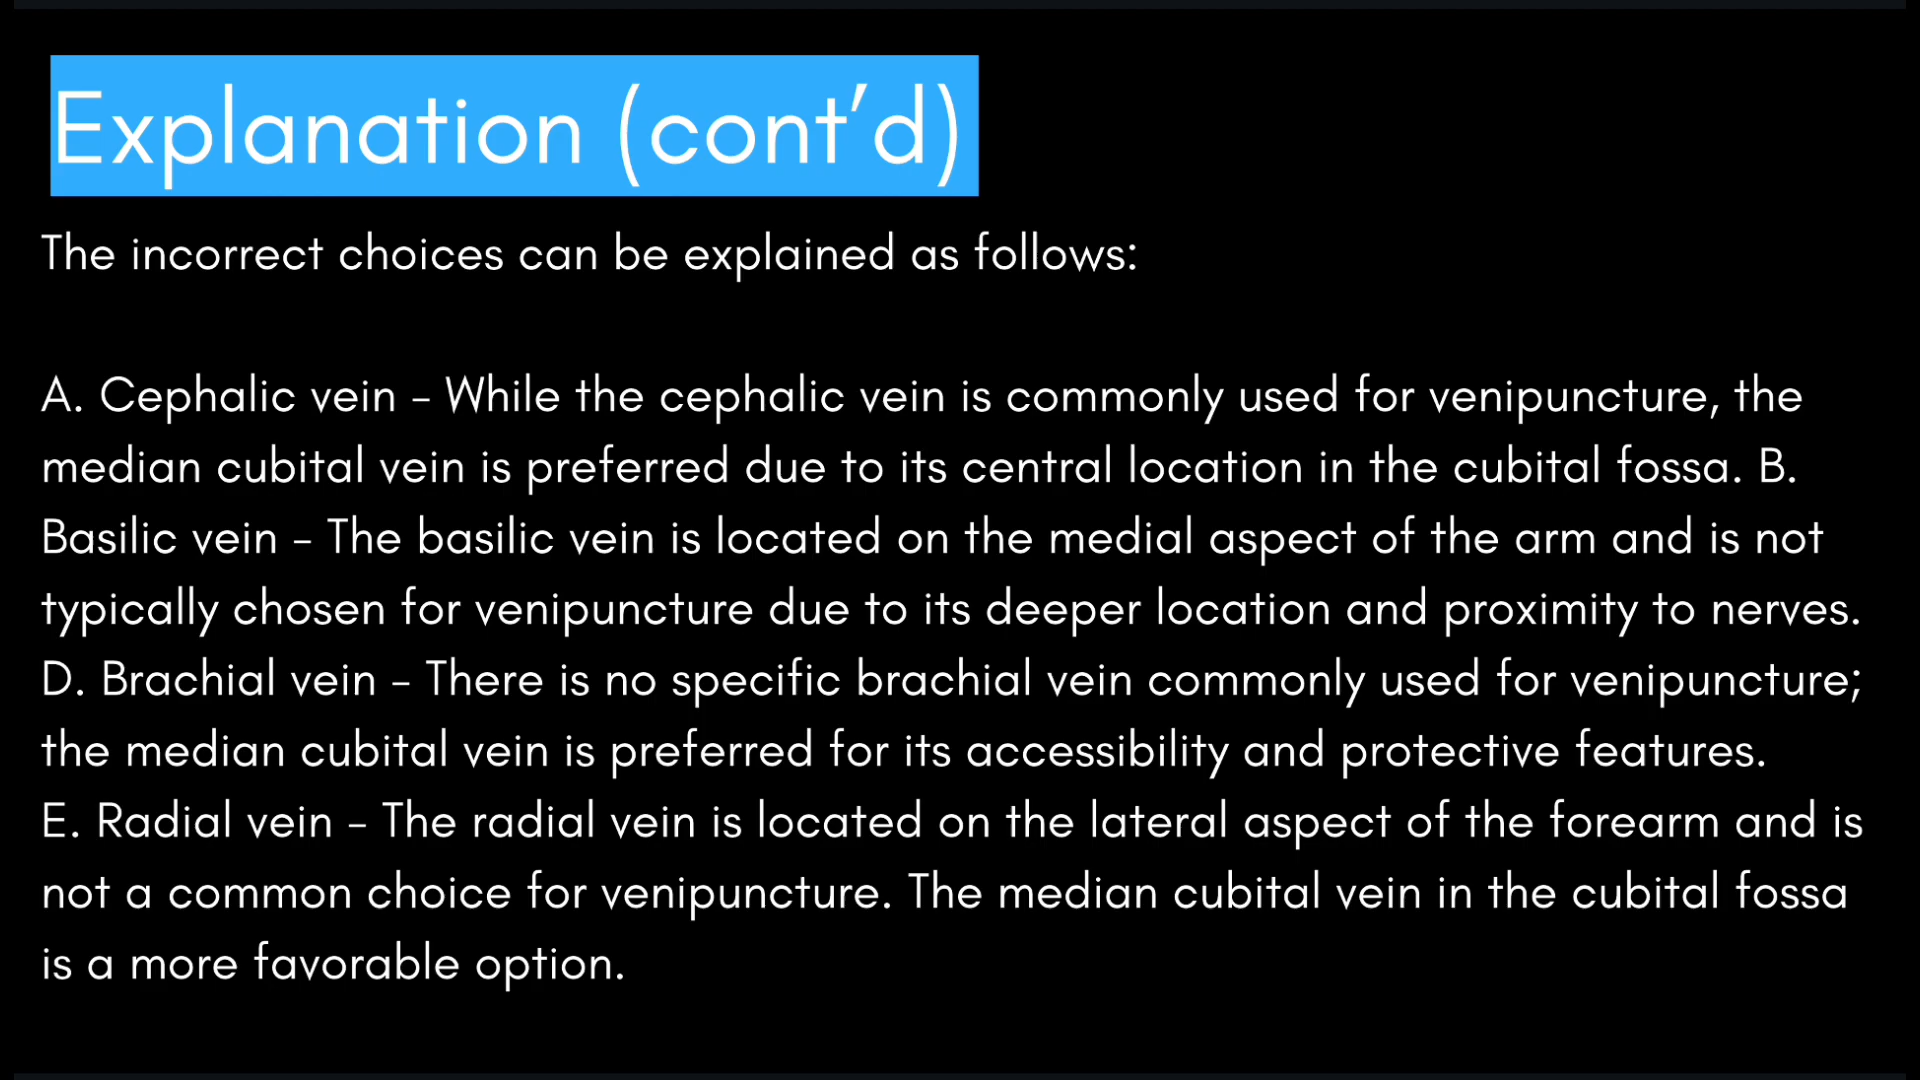 Explanation (cont’d)
The incorrect choices can be explained as follows:
A. Cephalic vein – While the cephalic vein is commonly used for venipuncture, the
median cubital vein is preferred due to its central location in the cubital fossa. B.
Basilic vein – The basilic vein is located on the medial aspect of the arm and is not
typically chosen for venipuncture due to its deeper location and proximity to nerves.
D. Brachial vein – There is no specific brachial vein commonly used for venipuncture;
the median cubital vein is preferred for its accessibility and protective features.
E. Radial vein – The radial vein is located on the lateral aspect of the forearm and is
not a common choice for venipuncture. The median cubital vein in the cubital fossa
is a more favorable option.